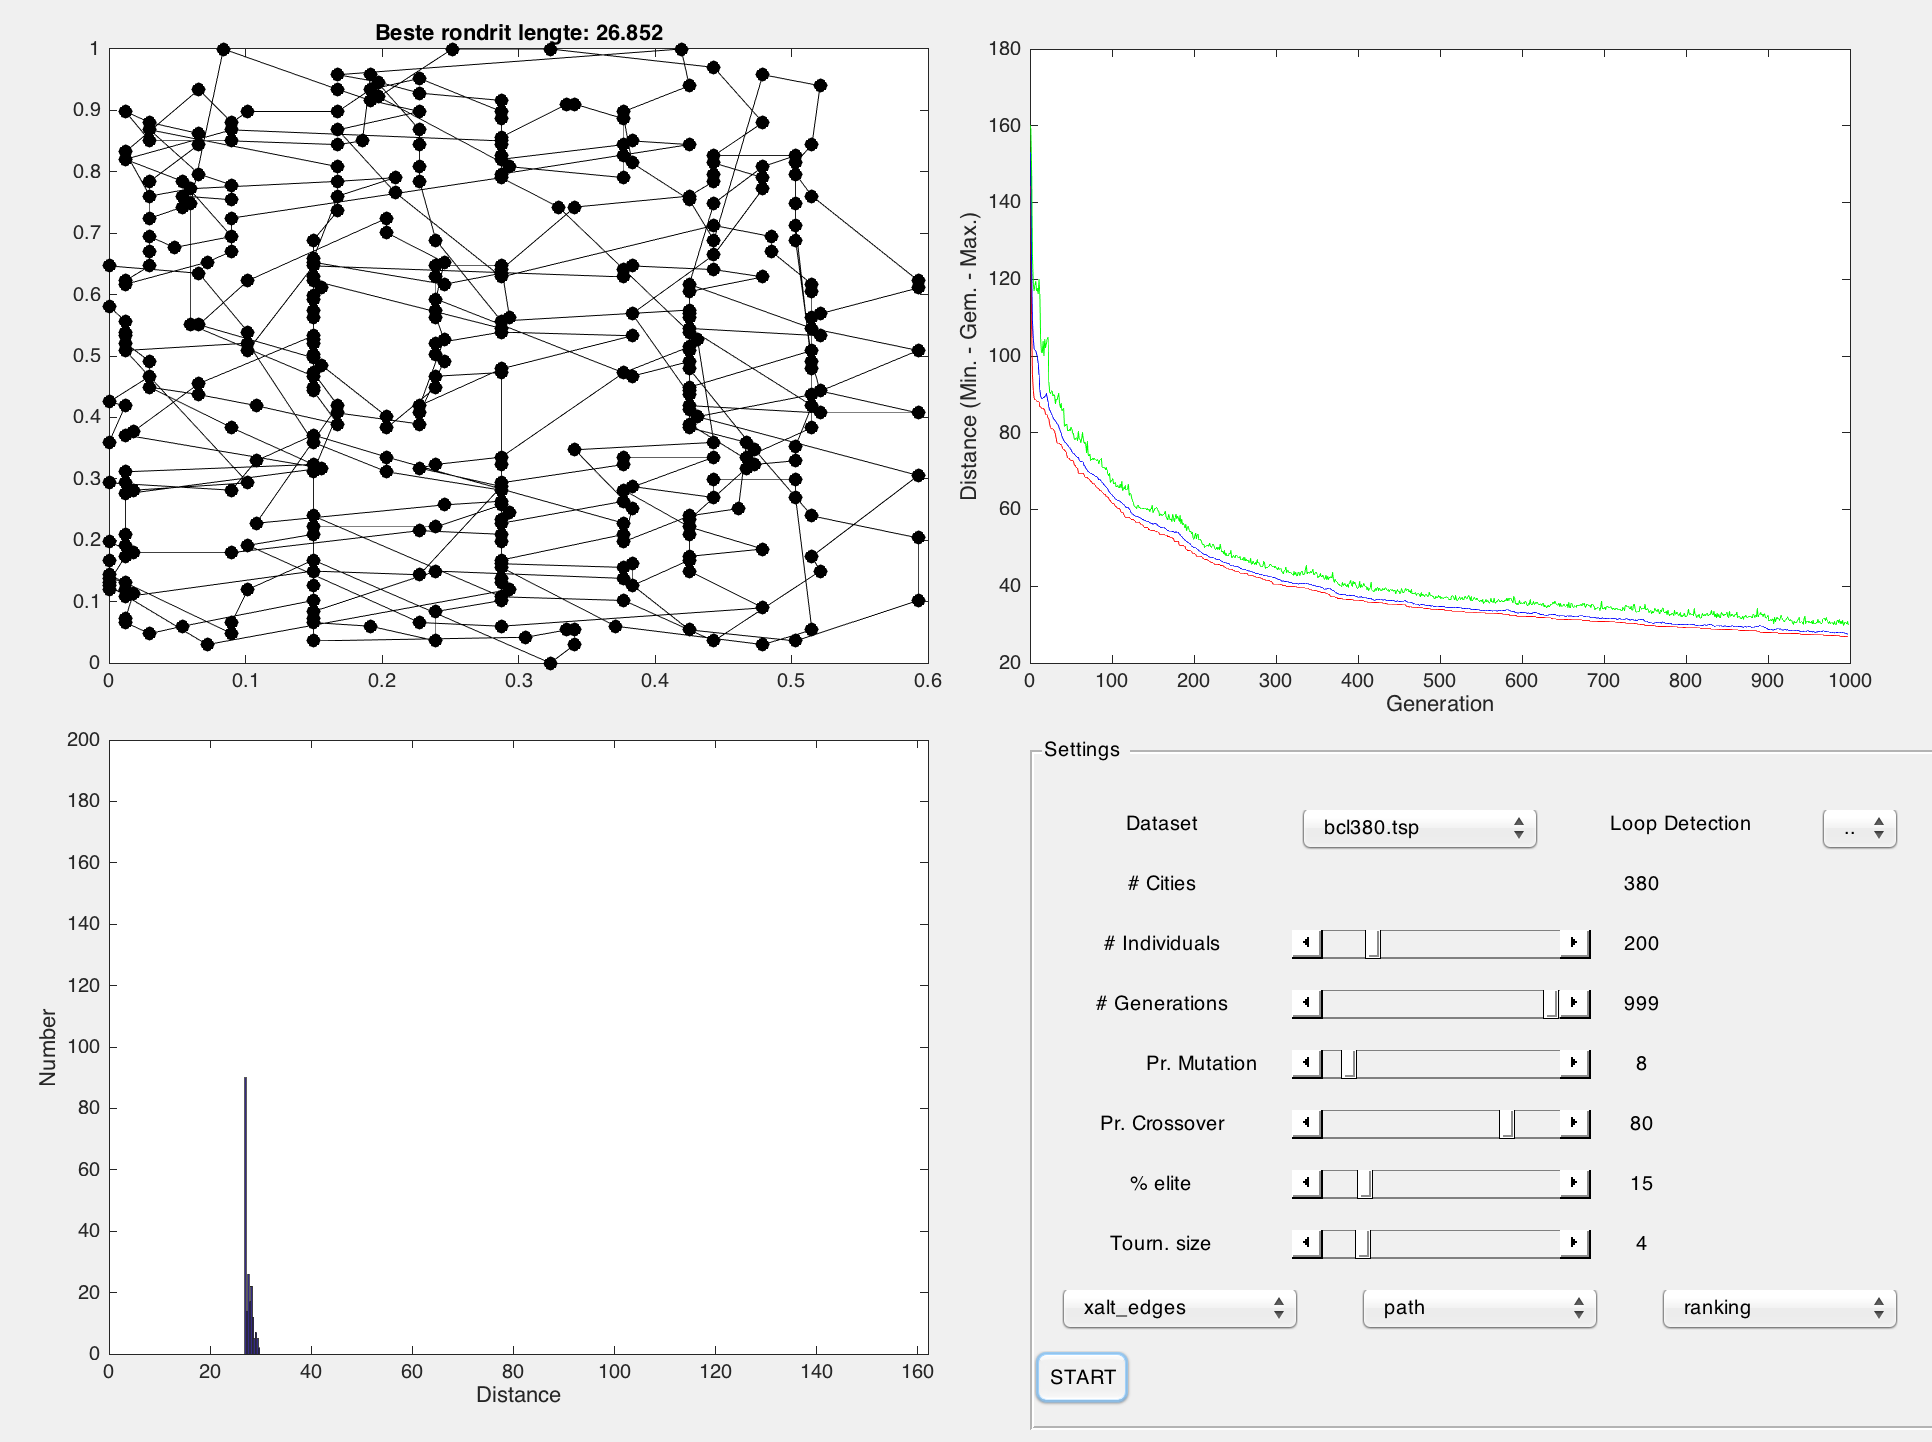 Beste rondrit lengte: 26.852
1
0.9
0.8
0.7
0.6
0.5
0.4
0.3
0.2
0.1
0
0 0.1 0.2 0.3 0.4 0.5 0.6
Distance (Min. - Gem. - Max.)
180
160
140
120
100
80
60
40
20
0 100 200 300 400 500 600 700 800 900 1000
Generation
Number
200
180
160
140
120
100
80
60
40
20
0
0 20 40 60 80 100 120 140 160
Distance
Settings
Dataset bcl380.tsp Loop Detection ..
# Cities 380
# Individuals 200
# Generations 999
Pr. Mutation 8
Pr. Crossover 80
% elite 15
Tourn. size 4
xalt_edges path ranking
START